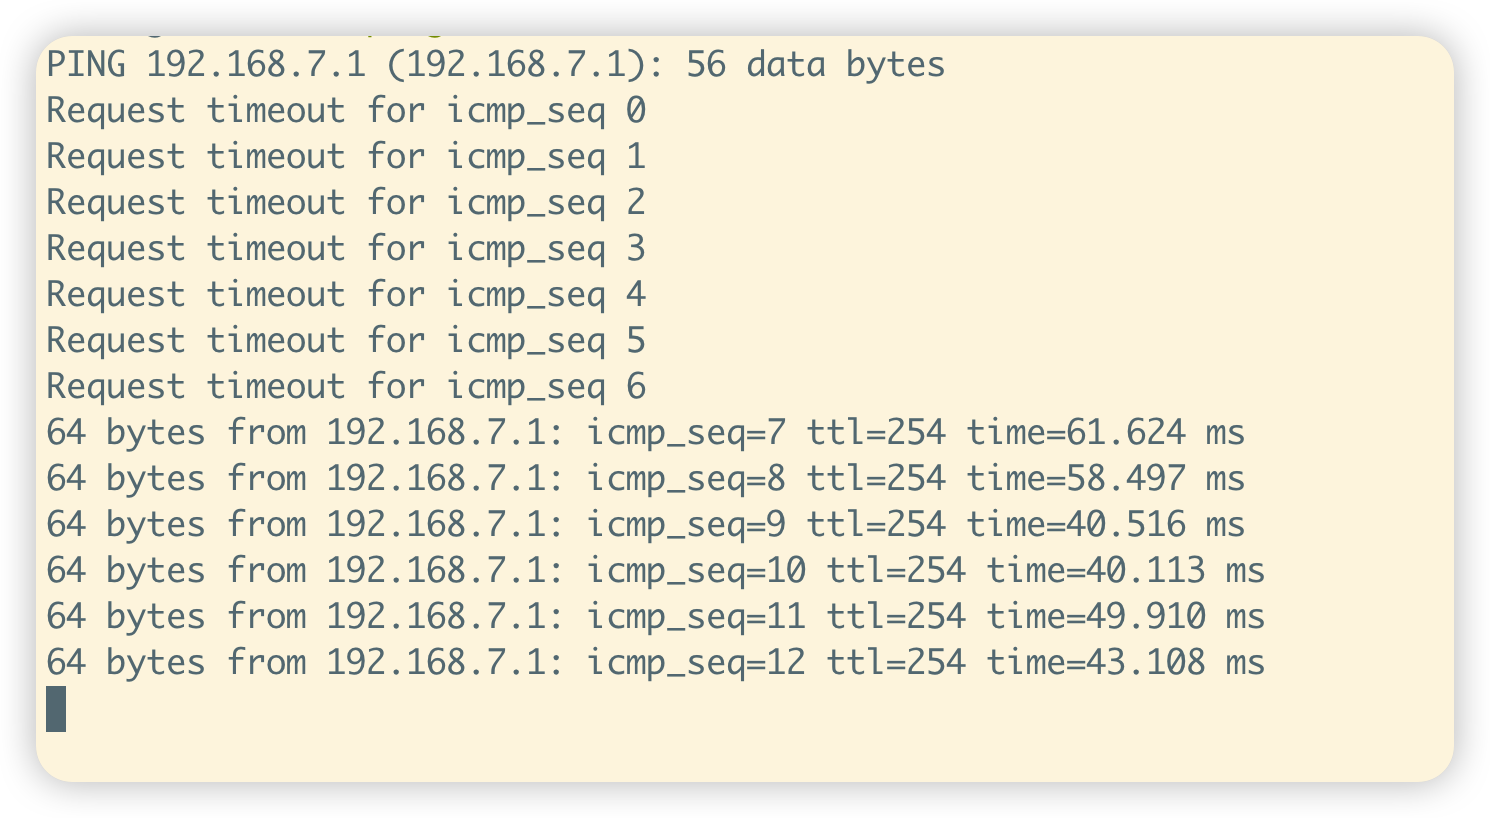 PING 192.168.7.1 (192.168.7.1): 56 data bytes
Request timeout for icmp_seq 0
Request timeout for icmp_seq 1
Request timeout for icmp_seq 2
Request timeout for icmp_seq 3
Request timeout for icmp_seq 4
Request timeout for icmp_seq 5
Request timeout for icmp_seq 6
64 bytes from 192.168.7.1: icmp_seq=7 ttl=254 time=61.624 ms
64 bytes from 192.168.7.1: icmp_seq=8 ttl=254 time=58.497 ms
64 bytes from 192.168.7.1: icmp_seq=9 ttl=254 time=40.516 ms
64 bytes from 192.168.7.1: icmp_seq=10 ttl=254 time=40.113 ms
64 bytes from 192.168.7.1: icmp_seq=11 ttl=254 time=49.910 ms
64 bytes from 192.168.7.1: icmp_seq=12 ttl=254 time=43.108 ms